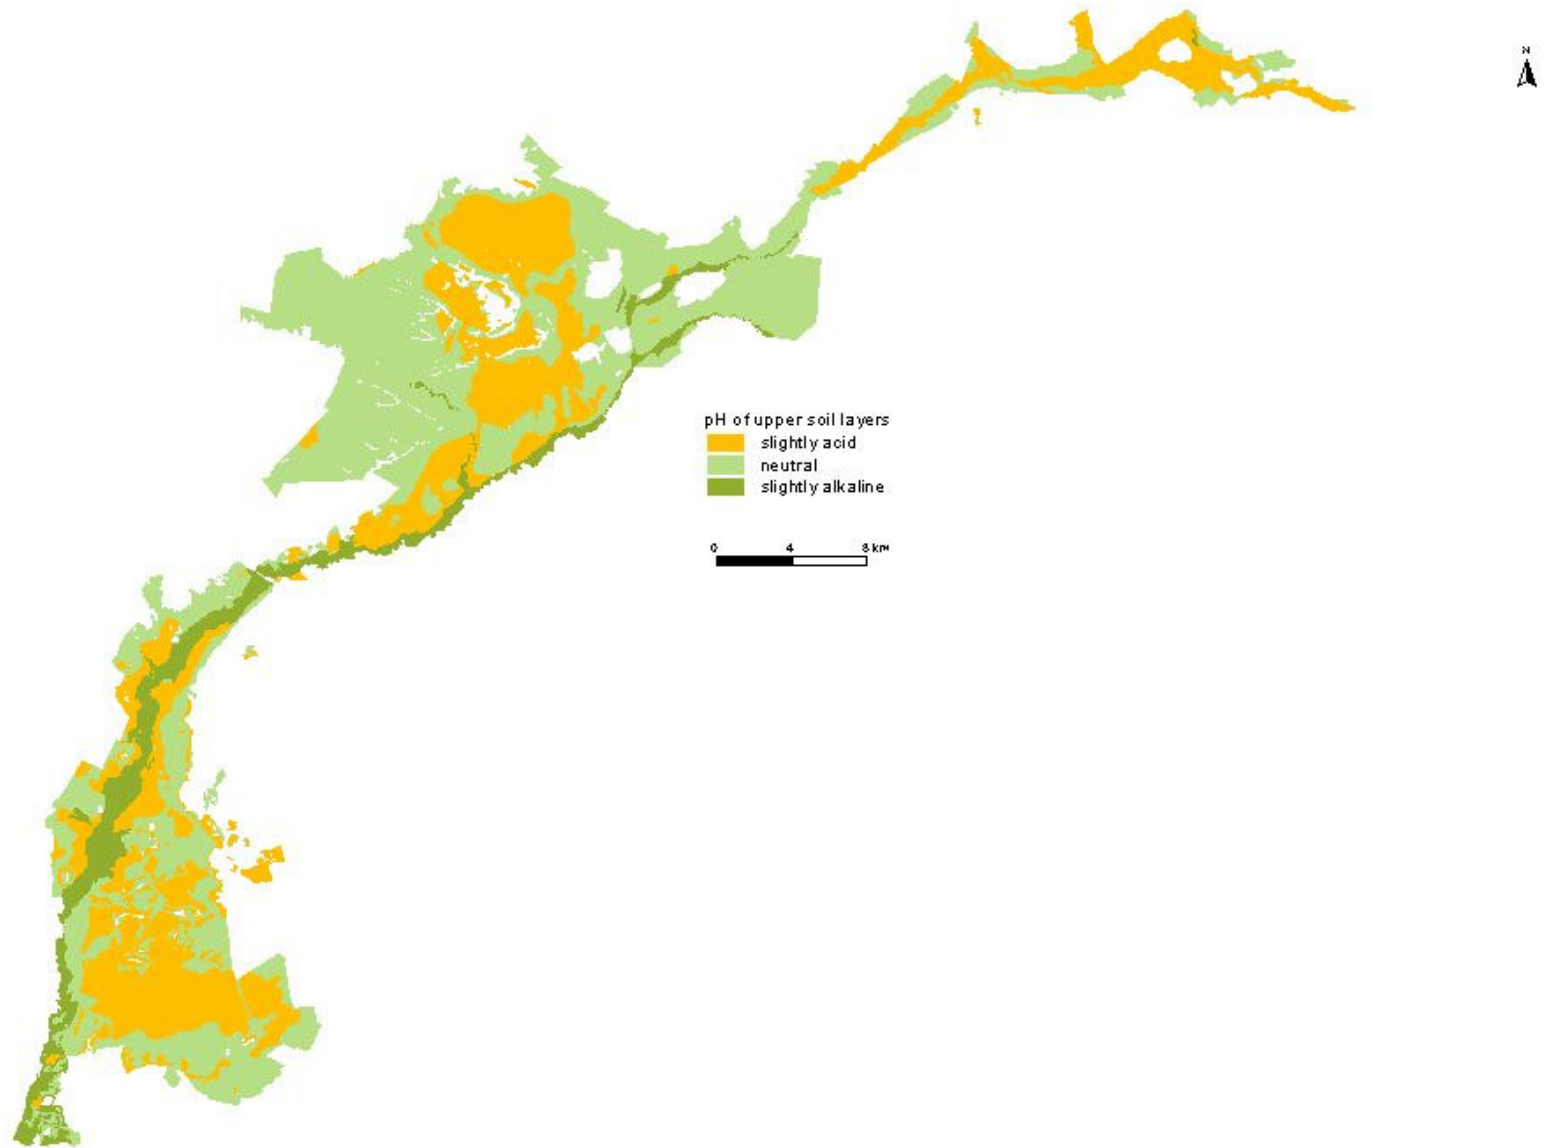 N
pH of upper soil layers
slightly acid
neutral
slightly alkaline
0 4 8 km